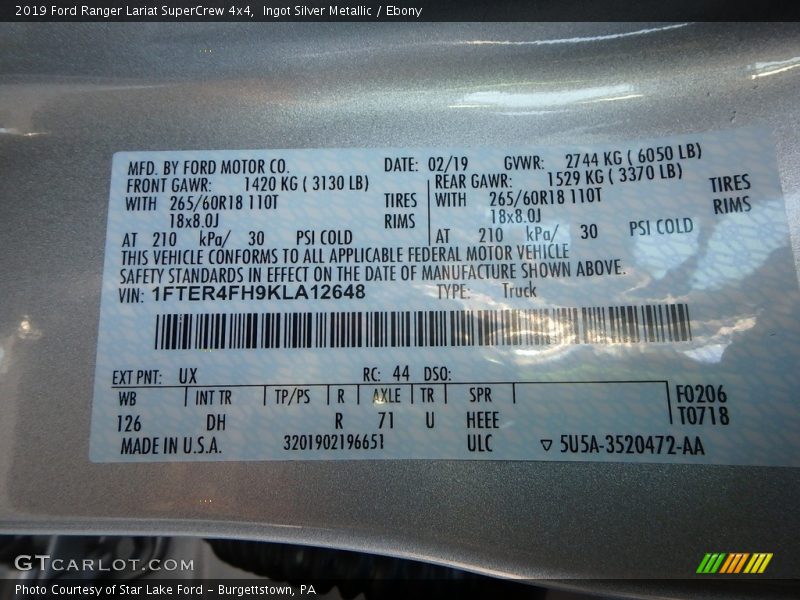 2019 Ford Ranger Lariat SuperCrew 4x4,  Ingot Silver Metallic / Ebony
MFD. BY FORD MOTOR CO. DATE: 02/19 GVWR: 2744 KG ( 6050 LB)
FRONT GAWR: 1420 KG ( 3130 LB) REAR GAWR: 1529 KG ( 3370 LB)
WITH 265/60R18 110T TIRES WITH 265/60R18 110T TIRES
18x8.0J RIMS 18x8.0J RIMS
AT 210 kPa/ 30 PSI COLD AT 210 kPa/ 30 PSI COLD
THIS VEHICLE CONFORMS TO ALL APPLICABLE FEDERAL MOTOR VEHICLE
SAFETY STANDARDS IN EFFECT ON THE DATE OF MANUFACTURE SHOWN ABOVE.
VIN: 1FTER4FH9KLA12648 TYPE: Truck
EXT PNT: UX RC: 44 DSO:
WB INT TR TP/PS R AXLE TR SPR F0206
126 DH R 71 U HEEE T0718
MADE IN U.S.A. 3201902196651 ULC ▽ 5U5A-3520472-AA
GTCARLOT.COM
Photo Courtesy of Star Lake Ford - Burgettstown, PA